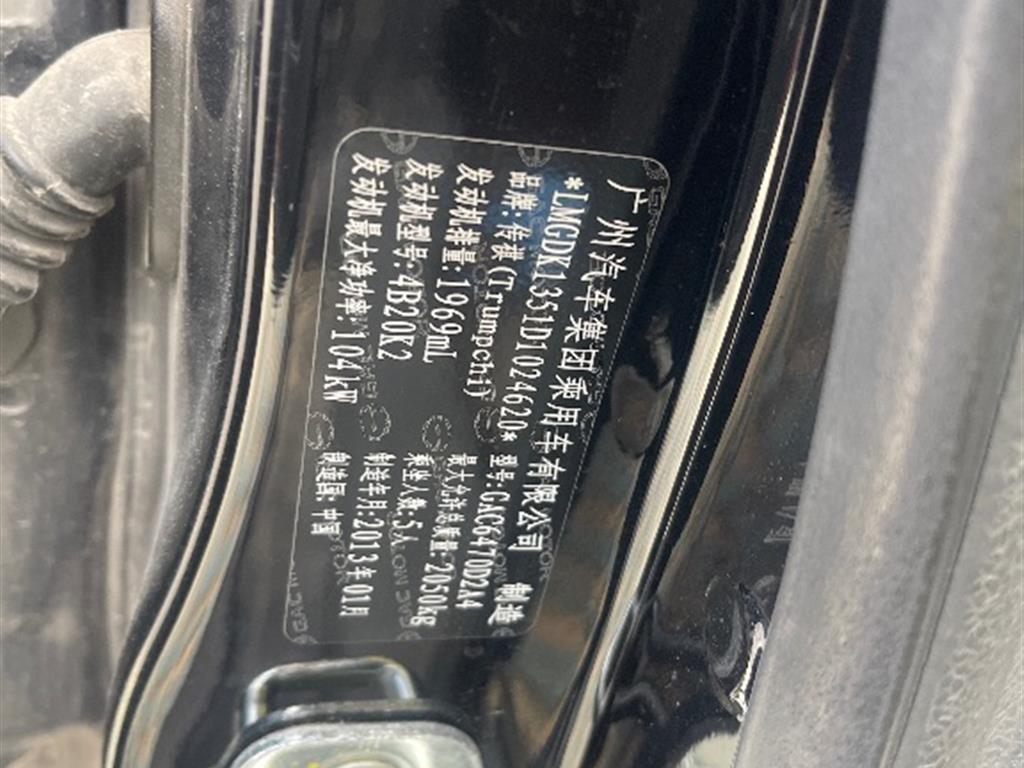 广州汽车集团乘用车有限公司 制造
*LMGDK1351D1024620*
品牌:传祺(Trumpchi) 型号:GAC6470D2A4
发动机排量:1969mL 最大允许总质量:2050kg
发动机型号:4B20K2 乘坐人数:5人
发动机最大净功率:104kW 制造年月:2013年01月
制造国:中国